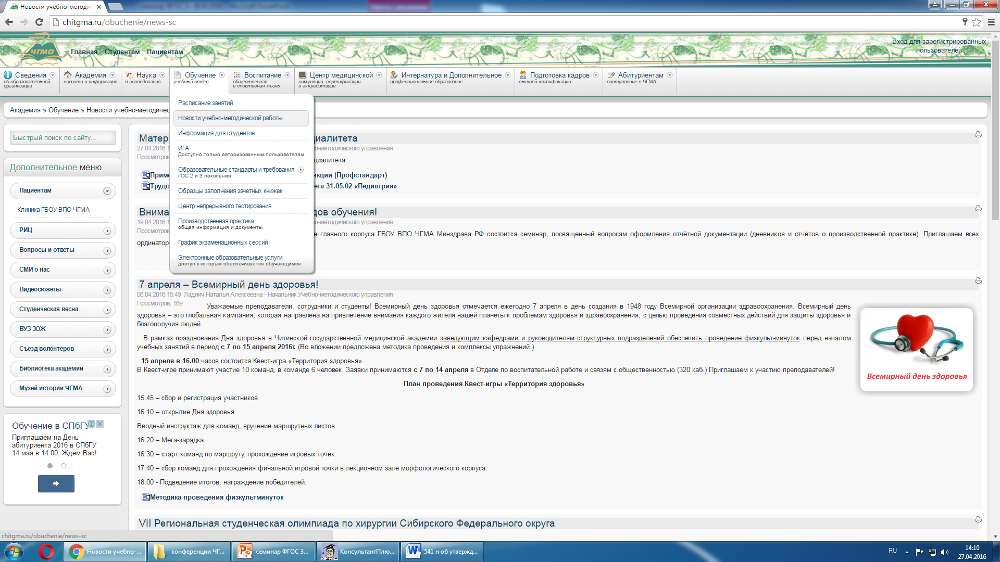 Новости учебно-методи
chitgma.ru/obuchenie/news-sc
чгма
Главная Студентам Пациентам
Вход для зарегистрированных
пользователей
Сведения
об образовательной
организации
Академия
новости и информация
Наука
и исследования
Обучение
учебный отдел
Воспитание
общественная
и спортивная жизнь
Центр медицинской
симуляции, сертификации
и аккредитации
Интернатура и Дополнительное
профессиональное образование
Подготовка кадров
высшей квалификации
Абитуриентам
поступление в ЧГМА
Академия » Обучение » Новости учебно-методичес
Расписание занятий
Новости учебно-методической работы
Информация для студентов
ИГА
Доступно только авторизованным пользователям
Образовательные стандарты и требования
ГОС 2 и 3 поколения
Образцы заполнения зачетных книжек
Центр непрерывного тестирования
Производственная практика
общая информация и документы
График экзаменационных сессий
Электронные образовательные услуги
доступ к которым обеспечивается обучающимся
Быстрый поиск по сайту...
Дополнительное меню
Пациентам
Клиника ГБОУ ВПО ЧГМА
РИЦ
Вопросы и ответы
СМИ о нас
Видеосюжеты
Студенческая весна
ВУЗ ЗОЖ
Съезд волонтеров
Библиотека академии
Музей истории ЧГМА
Обучение в СПбГУ
Приглашаем на День
абитуриента 2016 в СПбГУ
14 мая в 14.00. Ждем Вас!
Матер циалитета
27.04.2016 1 о-методического управления
Просмотров циалитета
Приме нкции (Профстандарт)
Трудо ета 31.05.02 «Педиатрия»
Внима дов обучения!
19.04.2016 1 о-методического управления
Просмотров е главного корпуса ГБОУ ВПО ЧГМА Минздрава РФ состоится семинар, посвященный вопросам оформления отчётной документации (дневников и отчётов о производственной практике). Приглашаем всех
ординаторо
7 апреля – Всемирный день здоровья!
06.04.2016 15:49 Ладнич Наталья Алексеевна - Начальник Учебно-методического управления
Просмотров: 169
Уважаемые преподаватели, сотрудники и студенты! Всемирный день здоровья отмечается ежегодно 7 апреля в день создания в 1948 году Всемирной организации здравоохранения. Всемирный день
здоровья – это глобальная кампания, которая направлена на привлечение внимания каждого жителя нашей планеты к проблемам здоровья и здравоохранения, с целью проведения совместных действий для защиты здоровья и
благополучия людей.
В рамках празднования Дня здоровья в Читинской государственной медицинской академии заведующим кафедрами и руководителям структурных подразделений обеспечить проведение физкульт-минуток перед началом
учебных занятий в период с 7 по 15 апреля 2016г. (Во вложении предложена методика проведения и комплексы упражнений.)
15 апреля в 16.00 часов состоится Квест-игра «Территория здоровья».
В Квест-игре принимают участие 10 команд, в команде 6 человек. Заявки принимаются с 7 по 14 апреля в Отделе по воспитательной работе и связям с общественностью (320 каб.) Приглашаем к участию преподавателей!
План проведения Квест-игры «Территория здоровья»
15.45 – сбор и регистрация участников.
16.10 – открытие Дня здоровья.
Вводный инструктаж для команд, вручение маршрутных листов.
16.20 – Мега-зарядка.
16.30 – старт команд по маршруту, прохождение игровых точек.
17.40 – сбор команд для прохождения финальной игровой точки в лекционном зале морфологического корпуса.
18.00 - Подведение итогов, награждение победителей.
Методика проведения физкультминуток
Всемирный день здоровья
VII Региональная студенческая олимпиада по хирургии Сибирского Федерального округа
chitgma.ru/obuchenie/news-sc
Новости учебно-...
конференции ЧГ...
семинар ФГОС 3...
КонсультантПлю...
541 н об утвержд...
RU
14:10
27.04.2016